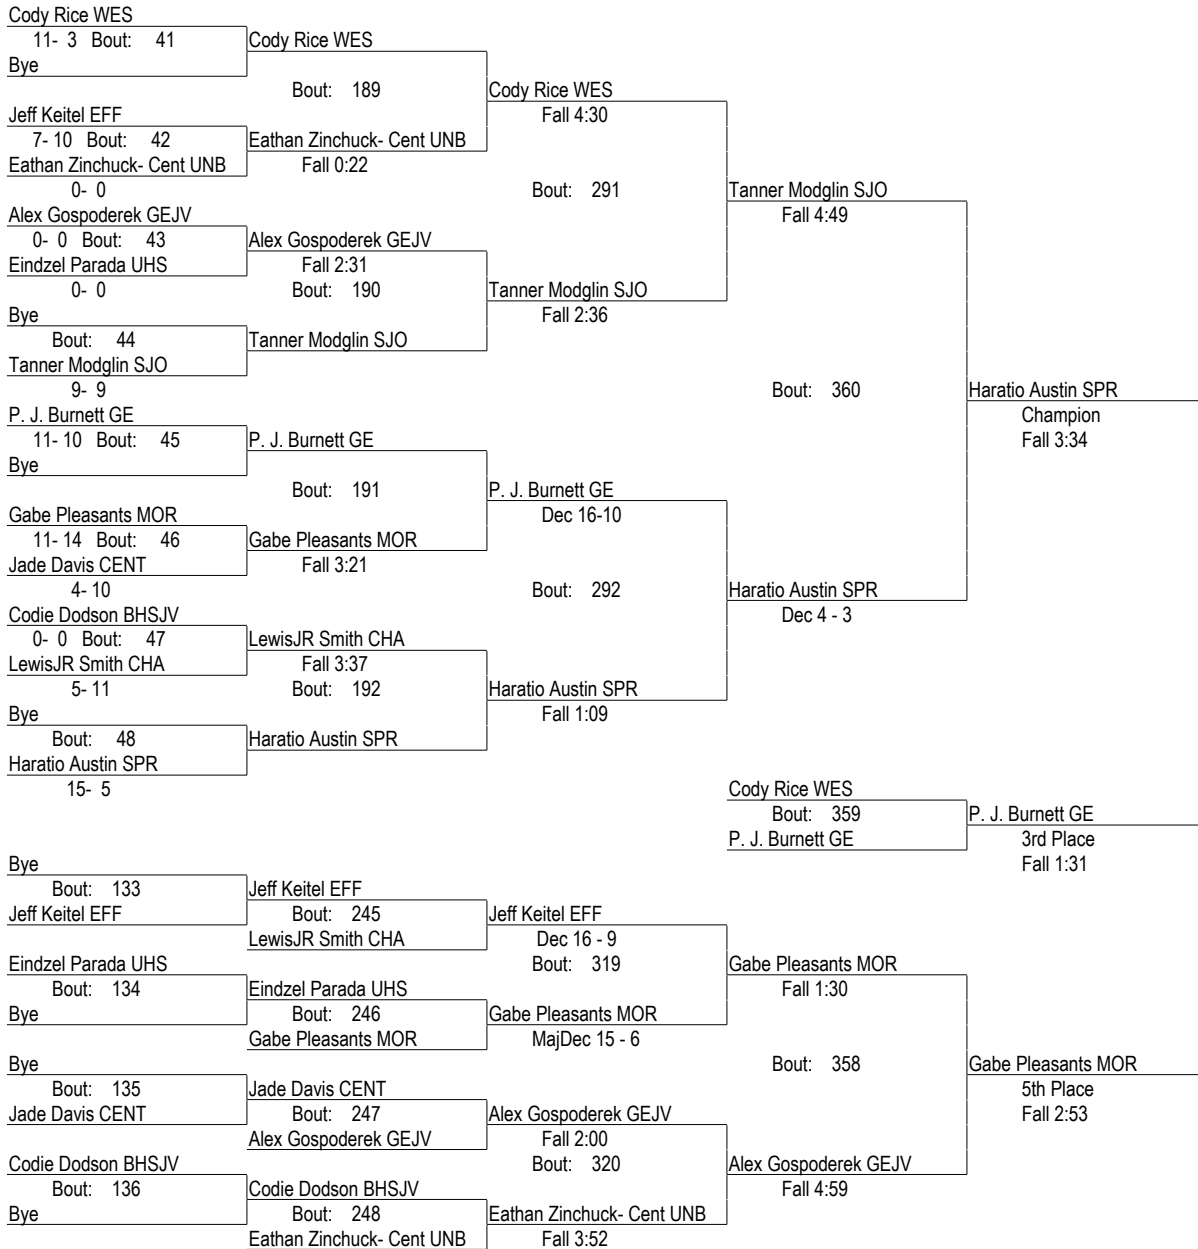 Cody Rice WES
11- 3 Bout: 41 Cody Rice WES
Bye
Bout: 189 Cody Rice WES
Jeff Keitel EFF Fall 4:30
7- 10 Bout: 42 Eathan Zinchuck- Cent UNB
Eathan Zinchuck- Cent UNB Fall 0:22
0- 0 Bout: 291 Tanner Modglin SJO
Alex Gospoderek GEJV Fall 4:49
0- 0 Bout: 43 Alex Gospoderek GEJV
Eindzel Parada UHS Fall 2:31
0- 0 Bout: 190 Tanner Modglin SJO
Bye Fall 2:36
Bout: 44 Tanner Modglin SJO
Tanner Modglin SJO
9- 9 Bout: 360 Haratio Austin SPR
P. J. Burnett GE Champion
11- 10 Bout: 45 P. J. Burnett GE Fall 3:34
Bye
Bout: 191 P. J. Burnett GE
Gabe Pleasants MOR Dec 16-10
11- 14 Bout: 46 Gabe Pleasants MOR
Jade Davis CENT Fall 3:21
4- 10 Bout: 292 Haratio Austin SPR
Codie Dodson BHSJV Dec 4 - 3
0- 0 Bout: 47 LewisJR Smith CHA
LewisJR Smith CHA Fall 3:37
5- 11 Bout: 192 Haratio Austin SPR
Bye Fall 1:09
Bout: 48 Haratio Austin SPR
Haratio Austin SPR
15- 5 Cody Rice WES
Bout: 359 P. J. Burnett GE
P. J. Burnett GE 3rd Place
Bye Fall 1:31
Bout: 133 Jeff Keitel EFF
Jeff Keitel EFF Bout: 245 Jeff Keitel EFF
LewisJR Smith CHA Dec 16 - 9
Eindzel Parada UHS Bout: 319 Gabe Pleasants MOR
Bout: 134 Eindzel Parada UHS Fall 1:30
Bye Bout: 246 Gabe Pleasants MOR
Gabe Pleasants MOR MajDec 15 - 6
Bye Bout: 358 Gabe Pleasants MOR
Bout: 135 Jade Davis CENT 5th Place
Jade Davis CENT Bout: 247 Alex Gospoderek GEJV Fall 2:53
Alex Gospoderek GEJV Fall 2:00
Codie Dodson BHSJV Bout: 320 Alex Gospoderek GEJV
Bout: 136 Codie Dodson BHSJV Fall 4:59
Bye Bout: 248 Eathan Zinchuck- Cent UNB
Eathan Zinchuck- Cent UNB Fall 3:52